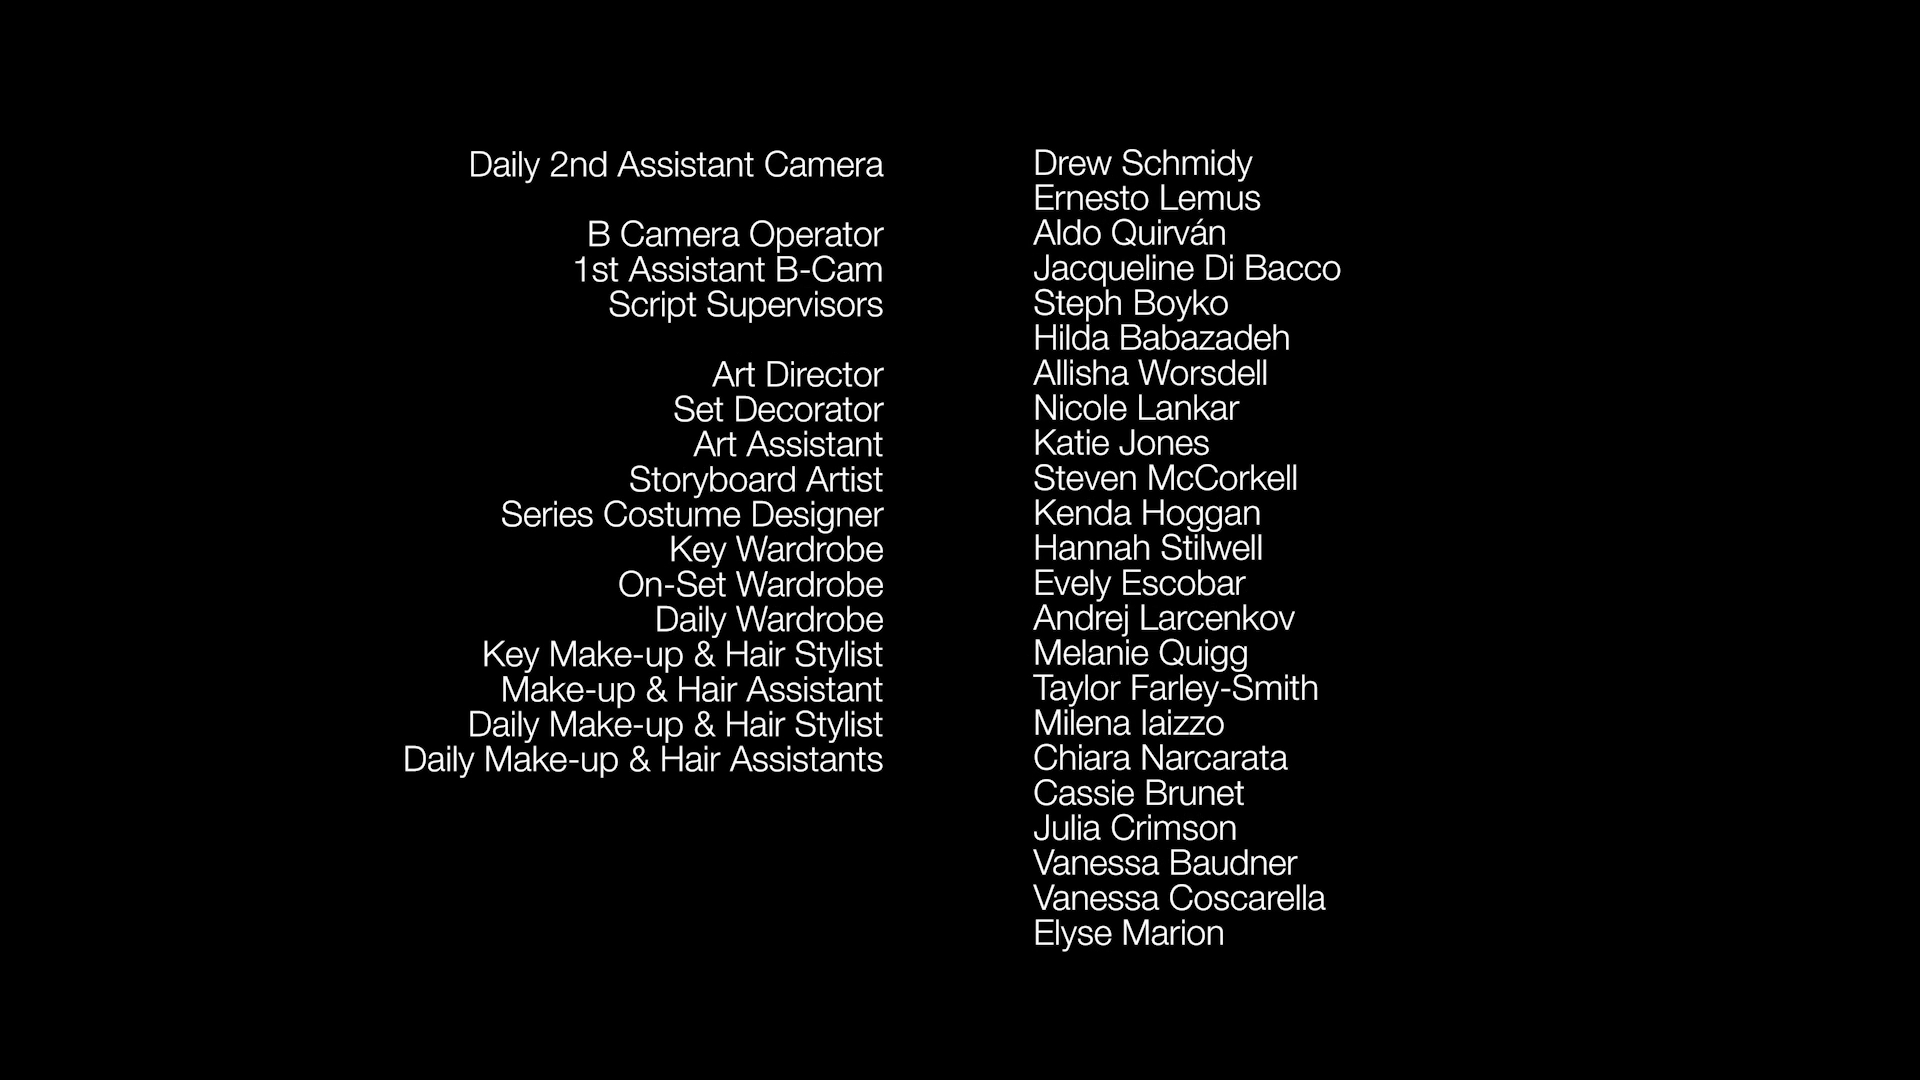 Daily 2nd Assistant Camera Drew Schmidy
Ernesto Lemus
B Camera Operator Aldo Quirván
1st Assistant B-Cam Jacqueline Di Bacco
Script Supervisors Steph Boyko
Hilda Babazadeh
Art Director Allisha Worsdell
Set Decorator Nicole Lankar
Art Assistant Katie Jones
Storyboard Artist Steven McCorkell
Series Costume Designer Kenda Hoggan
Key Wardrobe Hannah Stilwell
On-Set Wardrobe Evely Escobar
Daily Wardrobe Andrej Larcenkov
Key Make-up & Hair Stylist Melanie Quigg
Make-up & Hair Assistant Taylor Farley-Smith
Daily Make-up & Hair Stylist Milena Iaizzo
Daily Make-up & Hair Assistants Chiara Narcarata
Cassie Brunet
Julia Crimson
Vanessa Baudner
Vanessa Coscarella
Elyse Marion